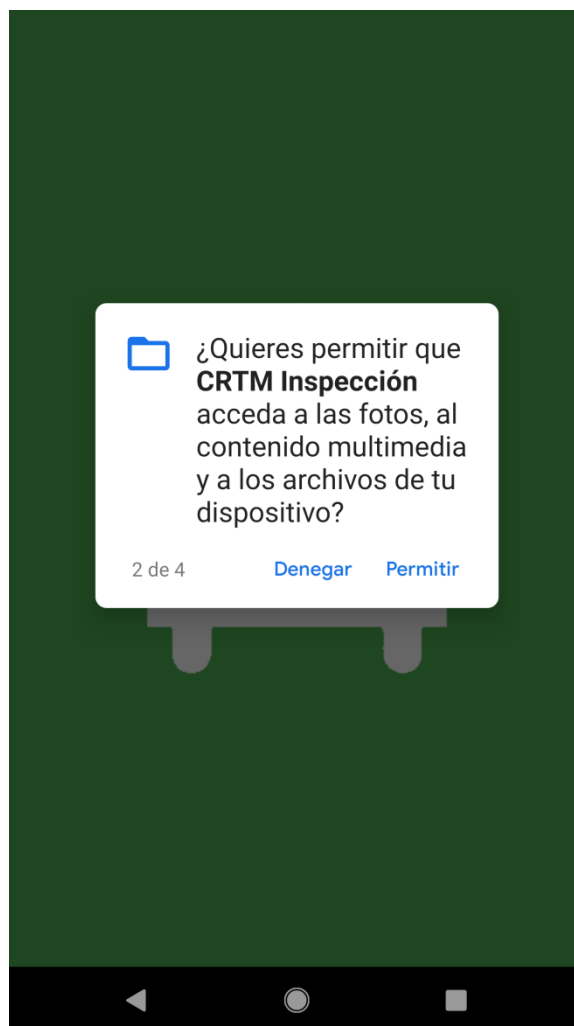 ¿Quieres permitir que
CRTM Inspección
acceda a las fotos, al
contenido multimedia
y a los archivos de tu
dispositivo?
2 de 4 Denegar Permitir